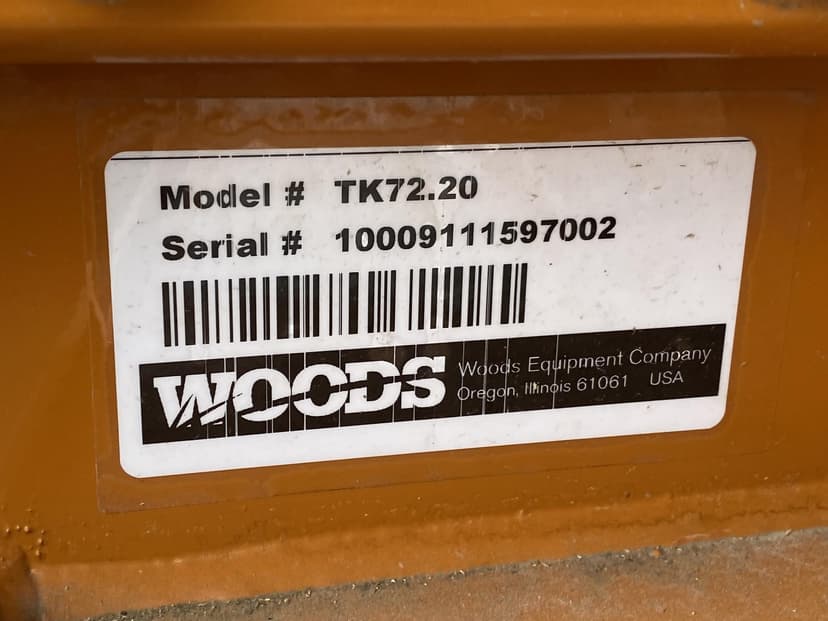 Model # TK72.20
Serial # 10009111597002
WOODS
Woods Equipment Company
Oregon, Illinois 61061 USA